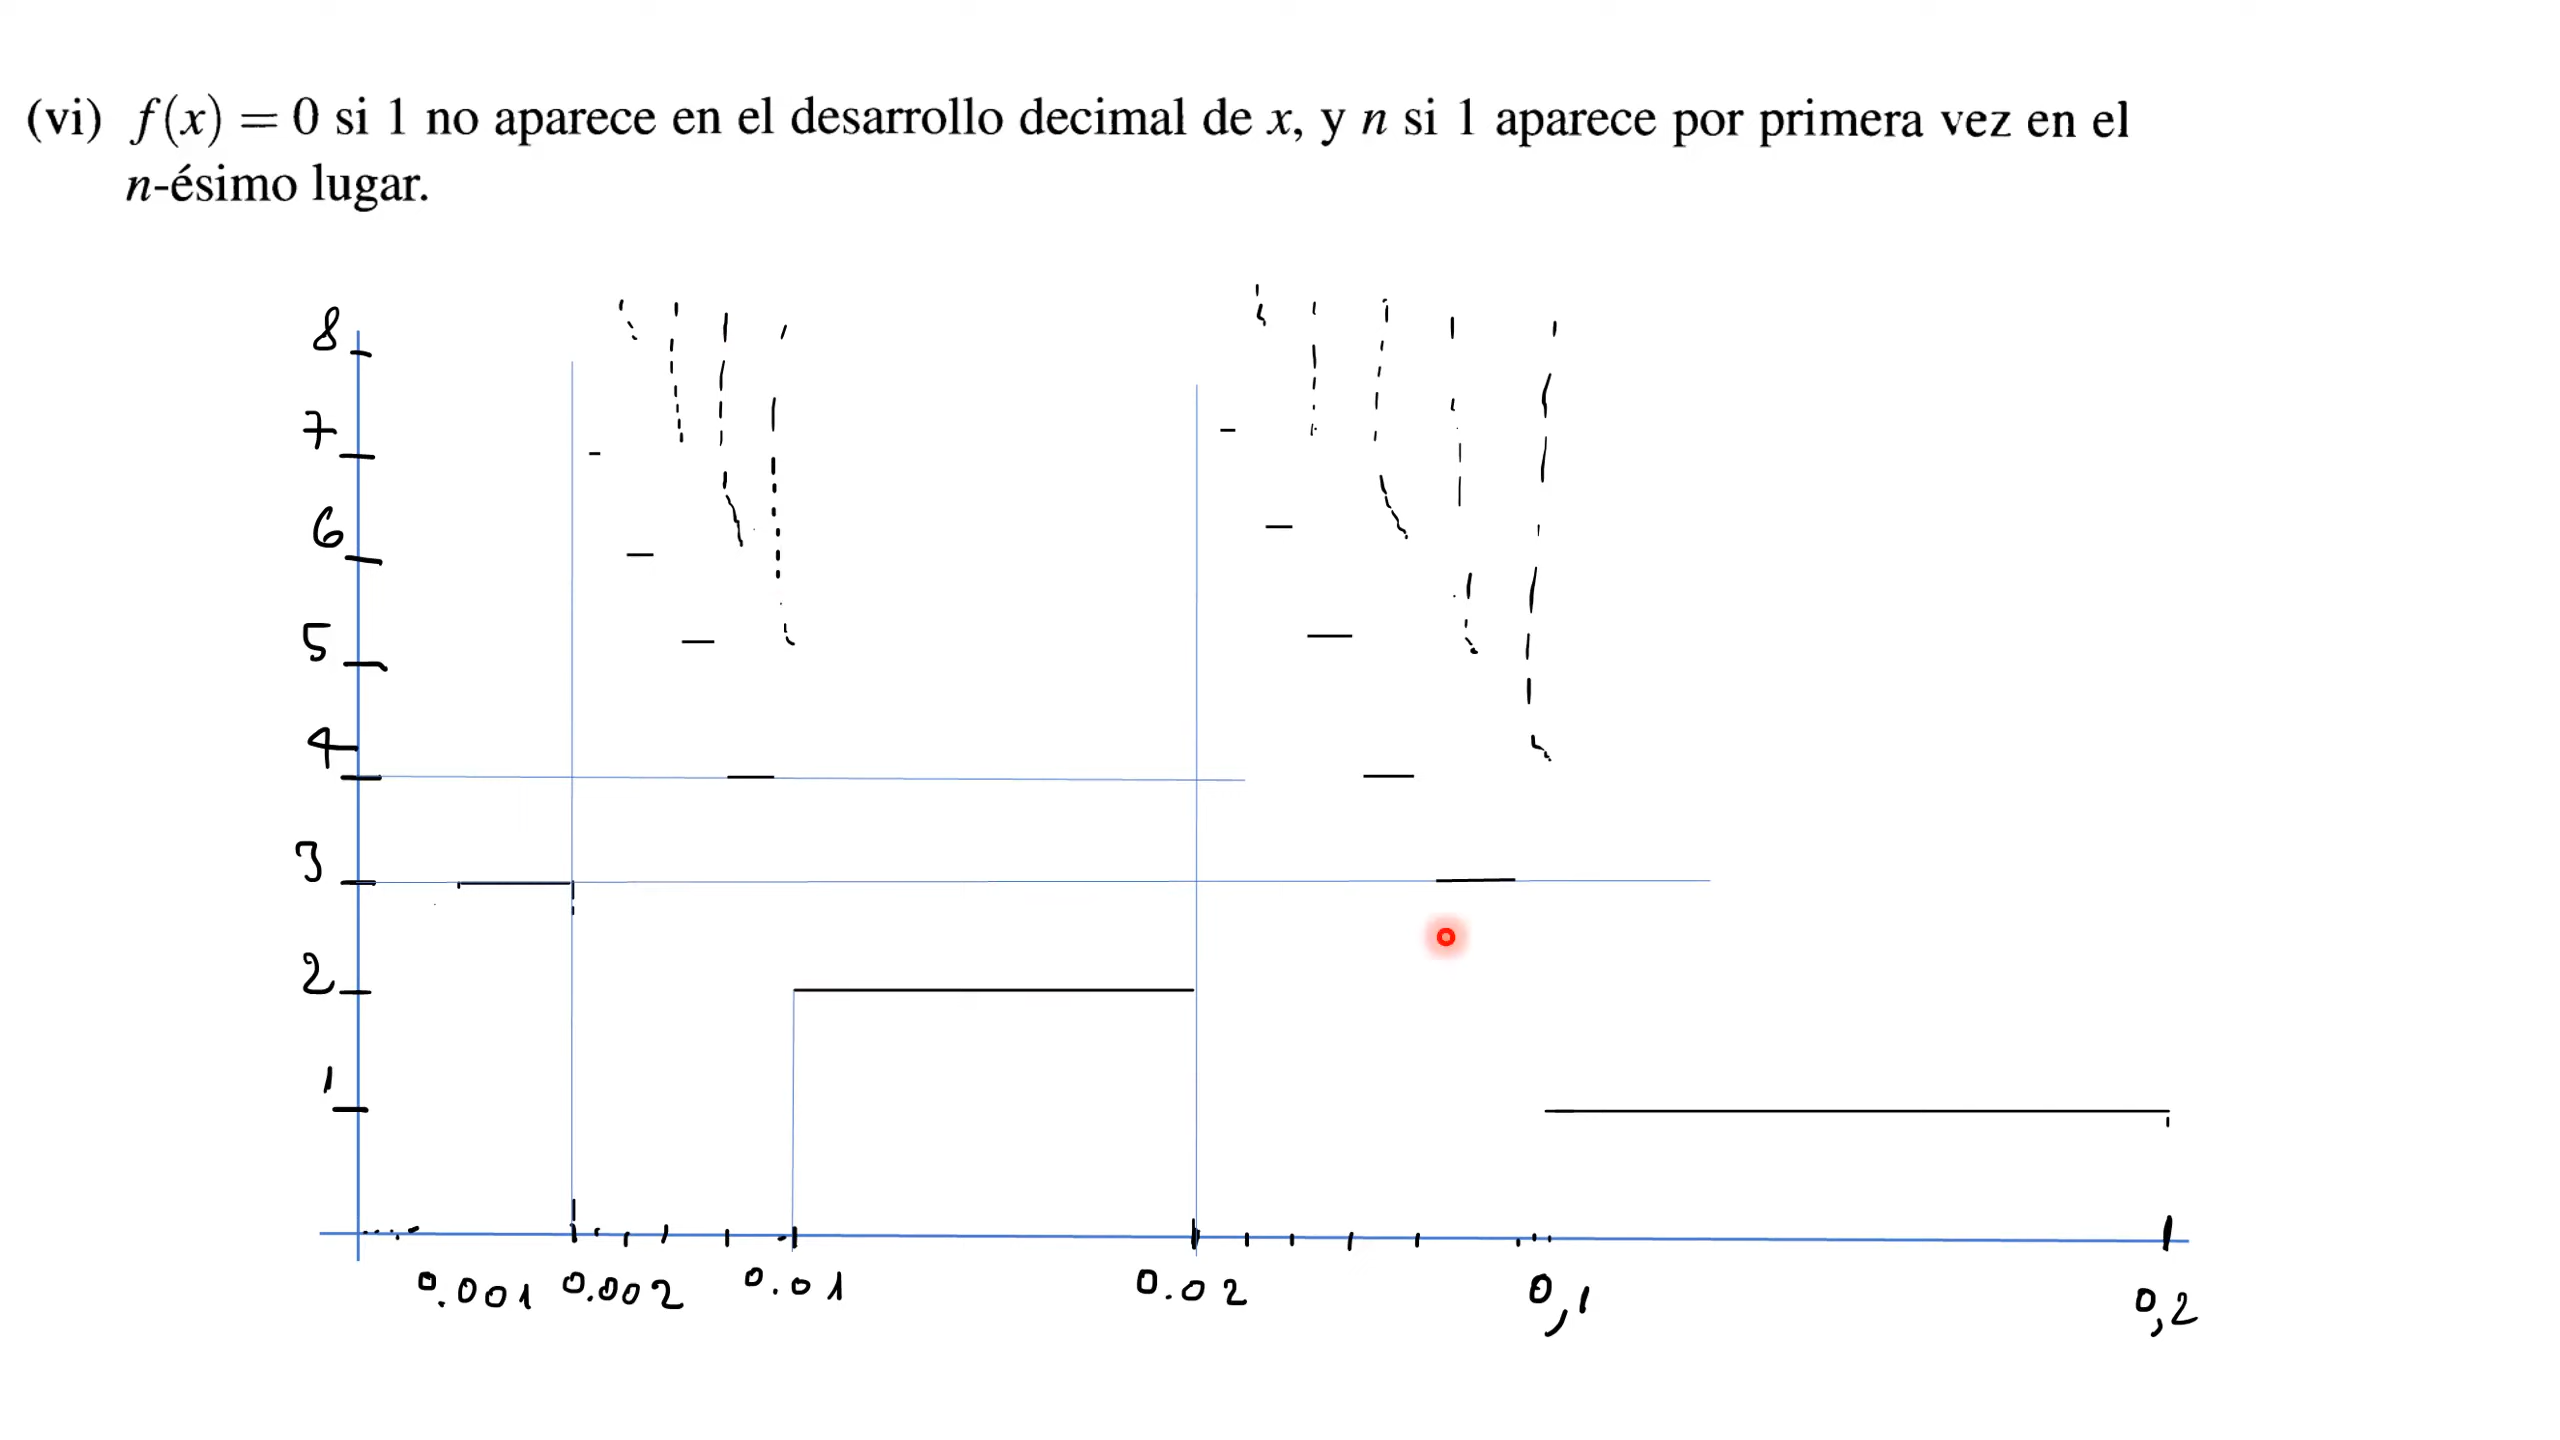 (vi) f(x) = 0 si 1 no aparece en el desarrollo decimal de x, y n si 1 aparece por primera vez en el
n-ésimo lugar.
8
7
6
5
4
3
2
1
0.001 0.002 0.01 0.02 0,1 0,2